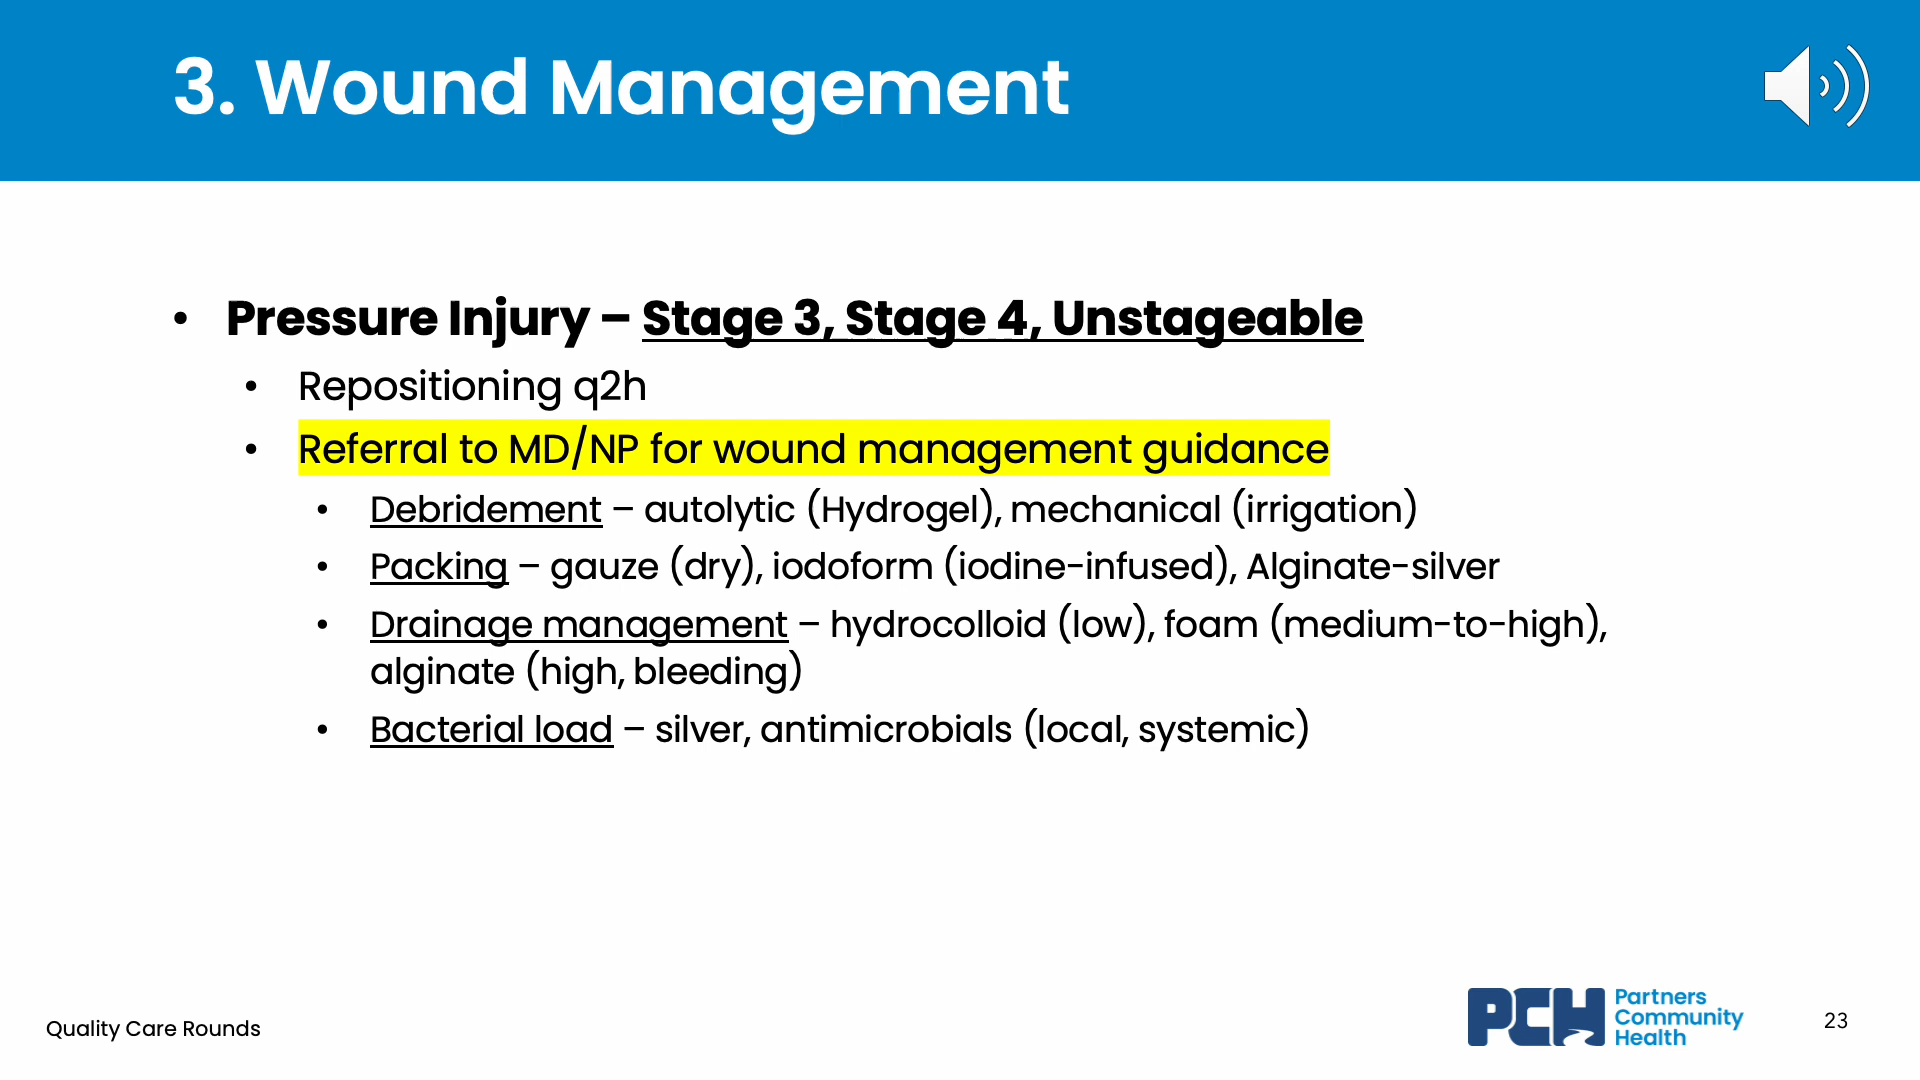 3. Wound Management
• Pressure Injury – Stage 3, Stage 4, Unstageable
• Repositioning q2h
• Referral to MD/NP for wound management guidance
• Debridement – autolytic (Hydrogel), mechanical (irrigation)
• Packing – gauze (dry), iodoform (iodine-infused), Alginate-silver
• Drainage management – hydrocolloid (low), foam (medium-to-high),
alginate (high, bleeding)
• Bacterial load – silver, antimicrobials (local, systemic)
Quality Care Rounds
PCH
Partners
Community
Health
23